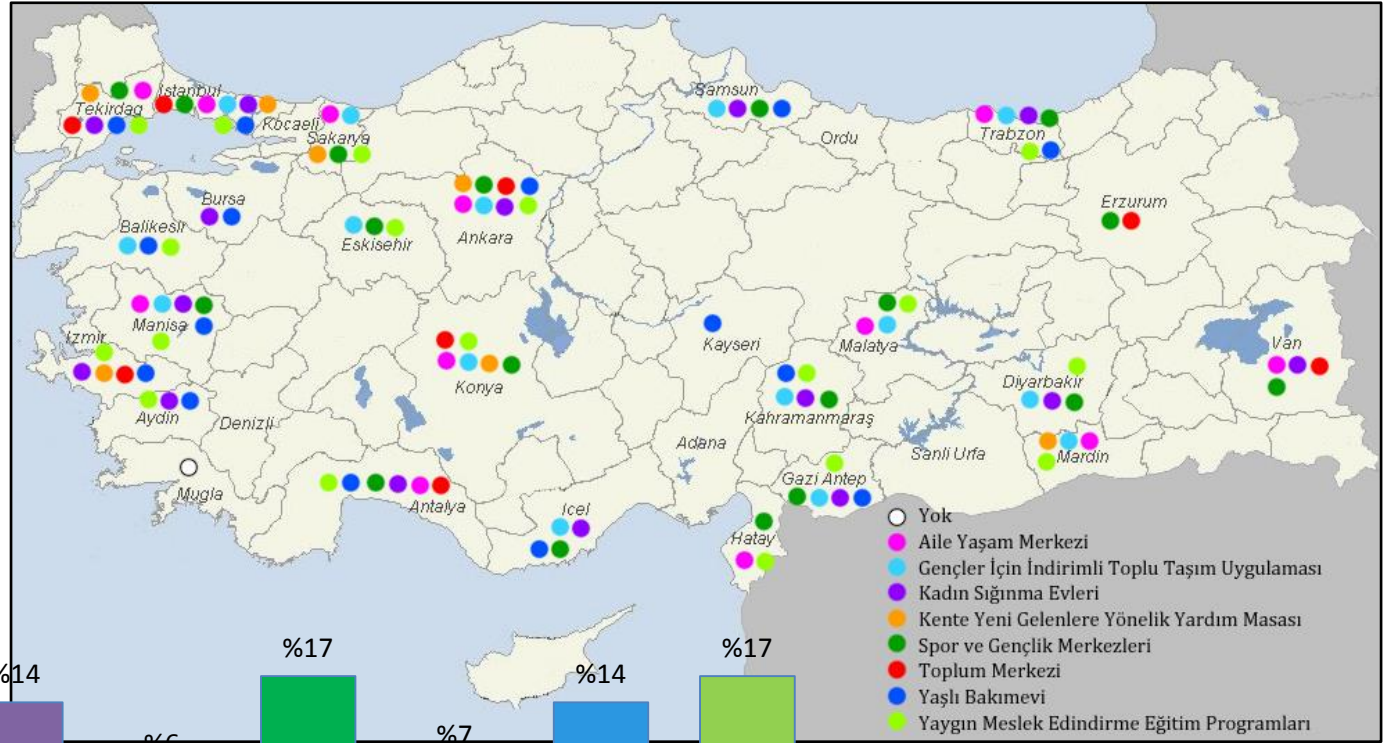 Istanbul
Tekirdag
Kocaeli
Sakarya
Samsun
Ordu
Trabzon
Erzurum
Bursa
Balikesir
Eskisehir
Ankara
Manisa
Izmir
Aydin
Denizli
Mugla
Konya
Kayseri
Malatya
Van
Diyarbakir
Kahramanmaraş
Mardin
Sanli Urfa
Adana
Gazi Antep
Antalya
Icel
Hatay
Yok
Aile Yaşam Merkezi
Gençler İçin İndirimli Toplu Taşım Uygulaması
Kadın Sığınma Evleri
Kente Yeni Gelenlere Yönelik Yardım Masası
Spor ve Gençlik Merkezleri
Toplum Merkezi
Yaşlı Bakımevi
Yaygın Meslek Edindirme Eğitim Programları
%14
%6
%17
%7
%14
%17